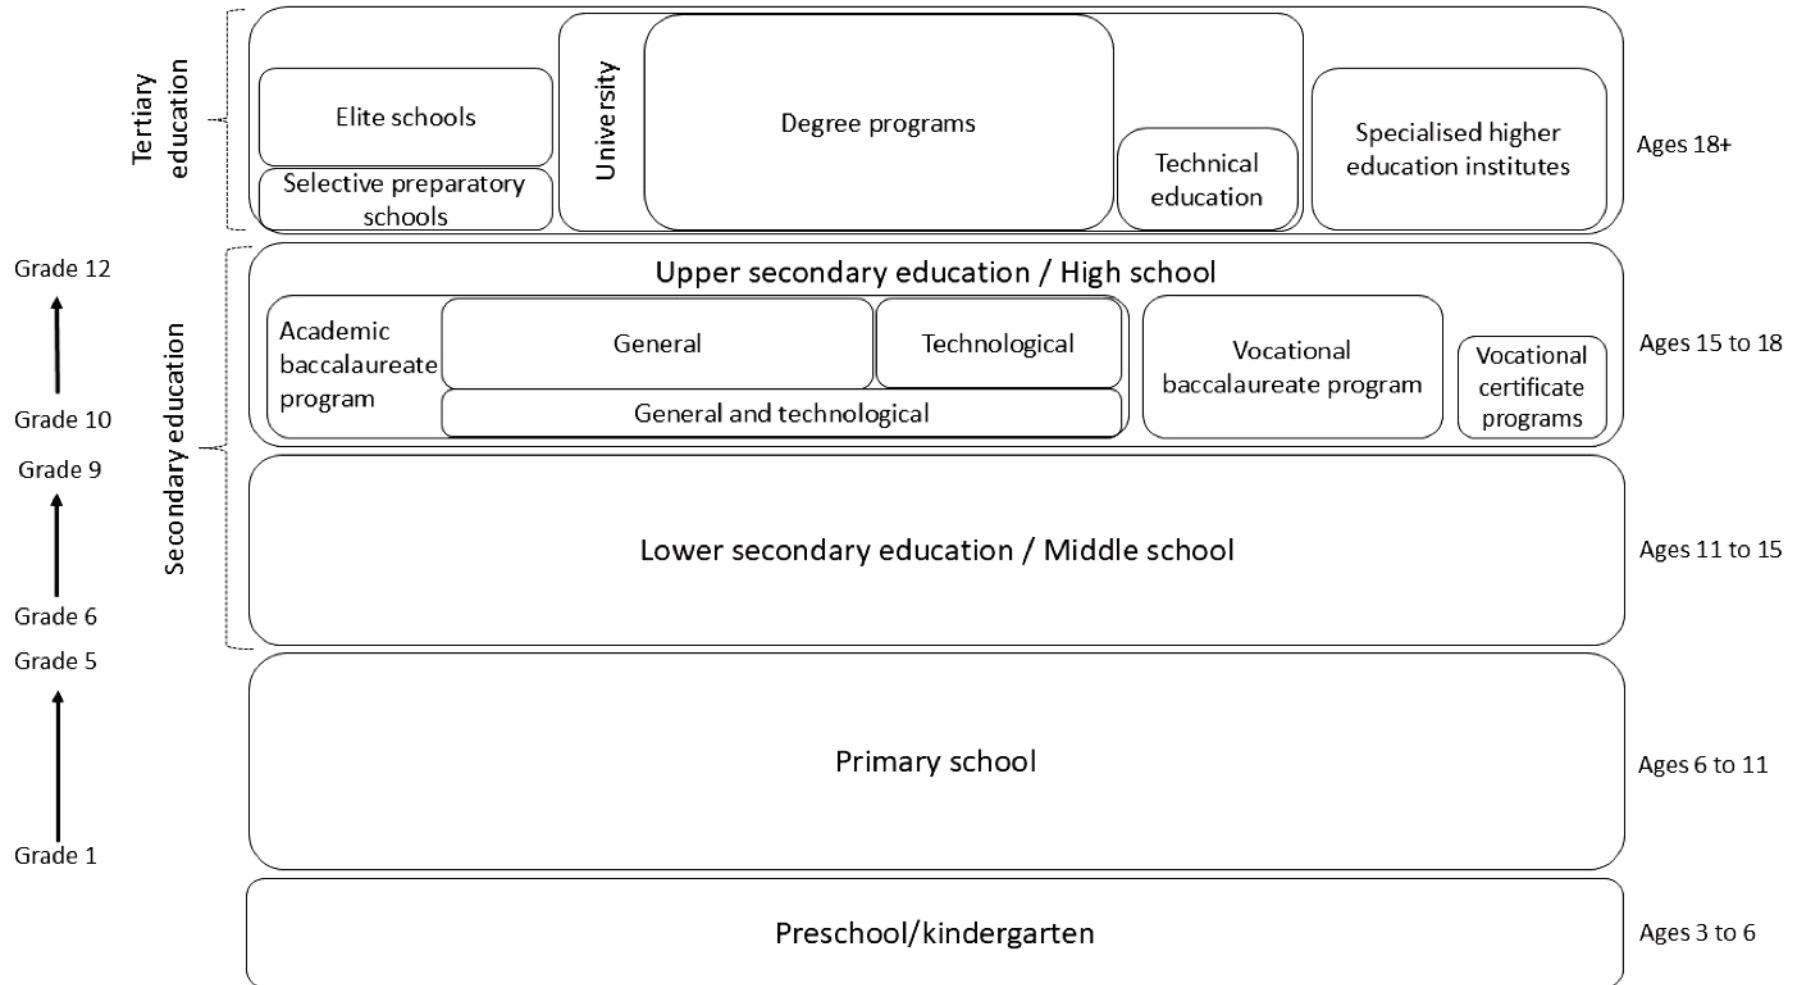 Tertiary
education
Elite schools
Selective preparatory
schools
University
Degree programs
Technical
education
Specialised higher
education institutes
Ages 18+
Grade 12
Grade 10
Secondary education
Upper secondary education / High school
Academic
baccalaureate
program
General
Technological
General and technological
Vocational
baccalaureate program
Vocational
certificate
programs
Ages 15 to 18
Grade 9
Grade 6
Lower secondary education / Middle school
Ages 11 to 15
Grade 5
Grade 1
Primary school
Ages 6 to 11
Preschool/kindergarten
Ages 3 to 6